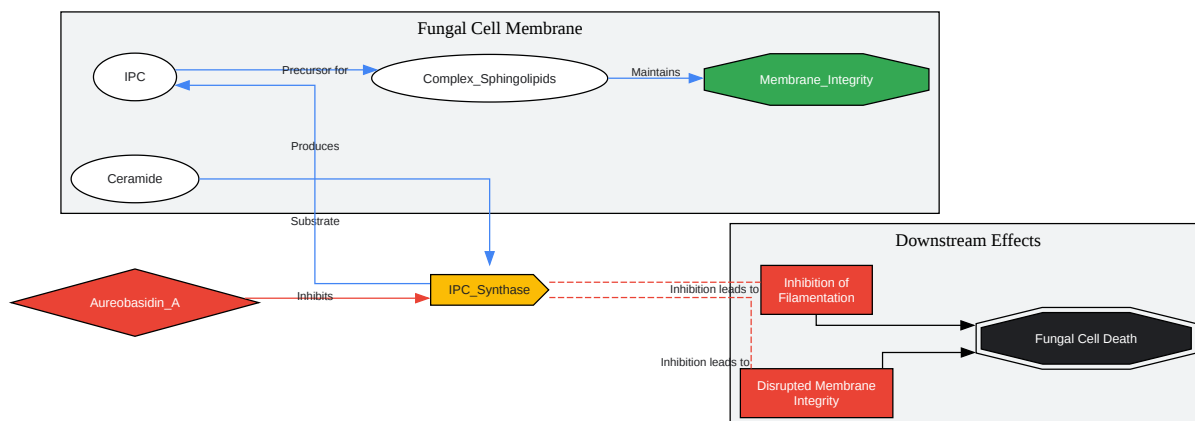 Fungal Cell Membrane
IPC
Precursor for
Complex_Sphingolipids
Maintains
Membrane_Integrity
Produces
Ceramide
Substrate
Downstream Effects
Aureobasidin_A
Inhibits
IPC_Synthase
Inhibition leads to
Inhibition of
Filamentation
Fungal Cell Death
Inhibition leads to
Disrupted Membrane
Integrity